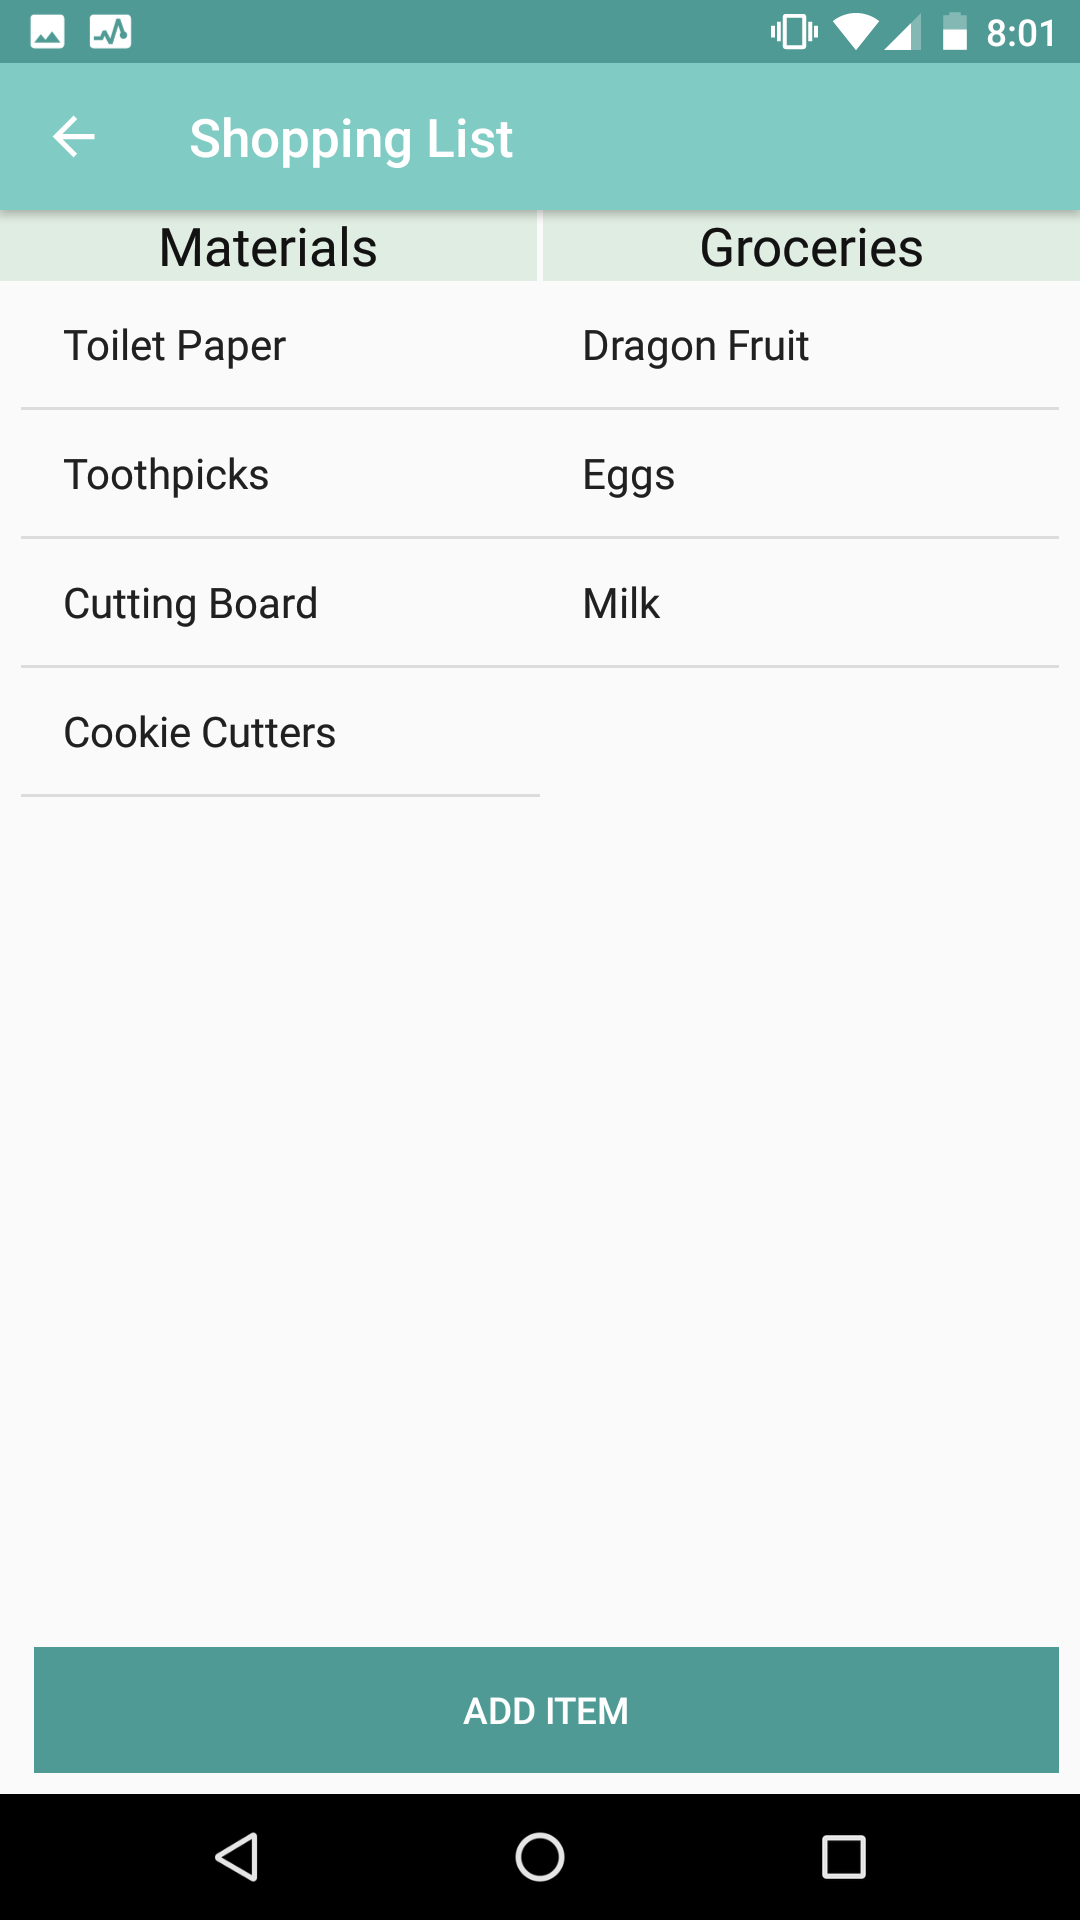 8:01
Shopping List
Materials
Groceries
Toilet Paper
Dragon Fruit
Toothpicks
Eggs
Cutting Board
Milk
Cookie Cutters
ADD ITEM